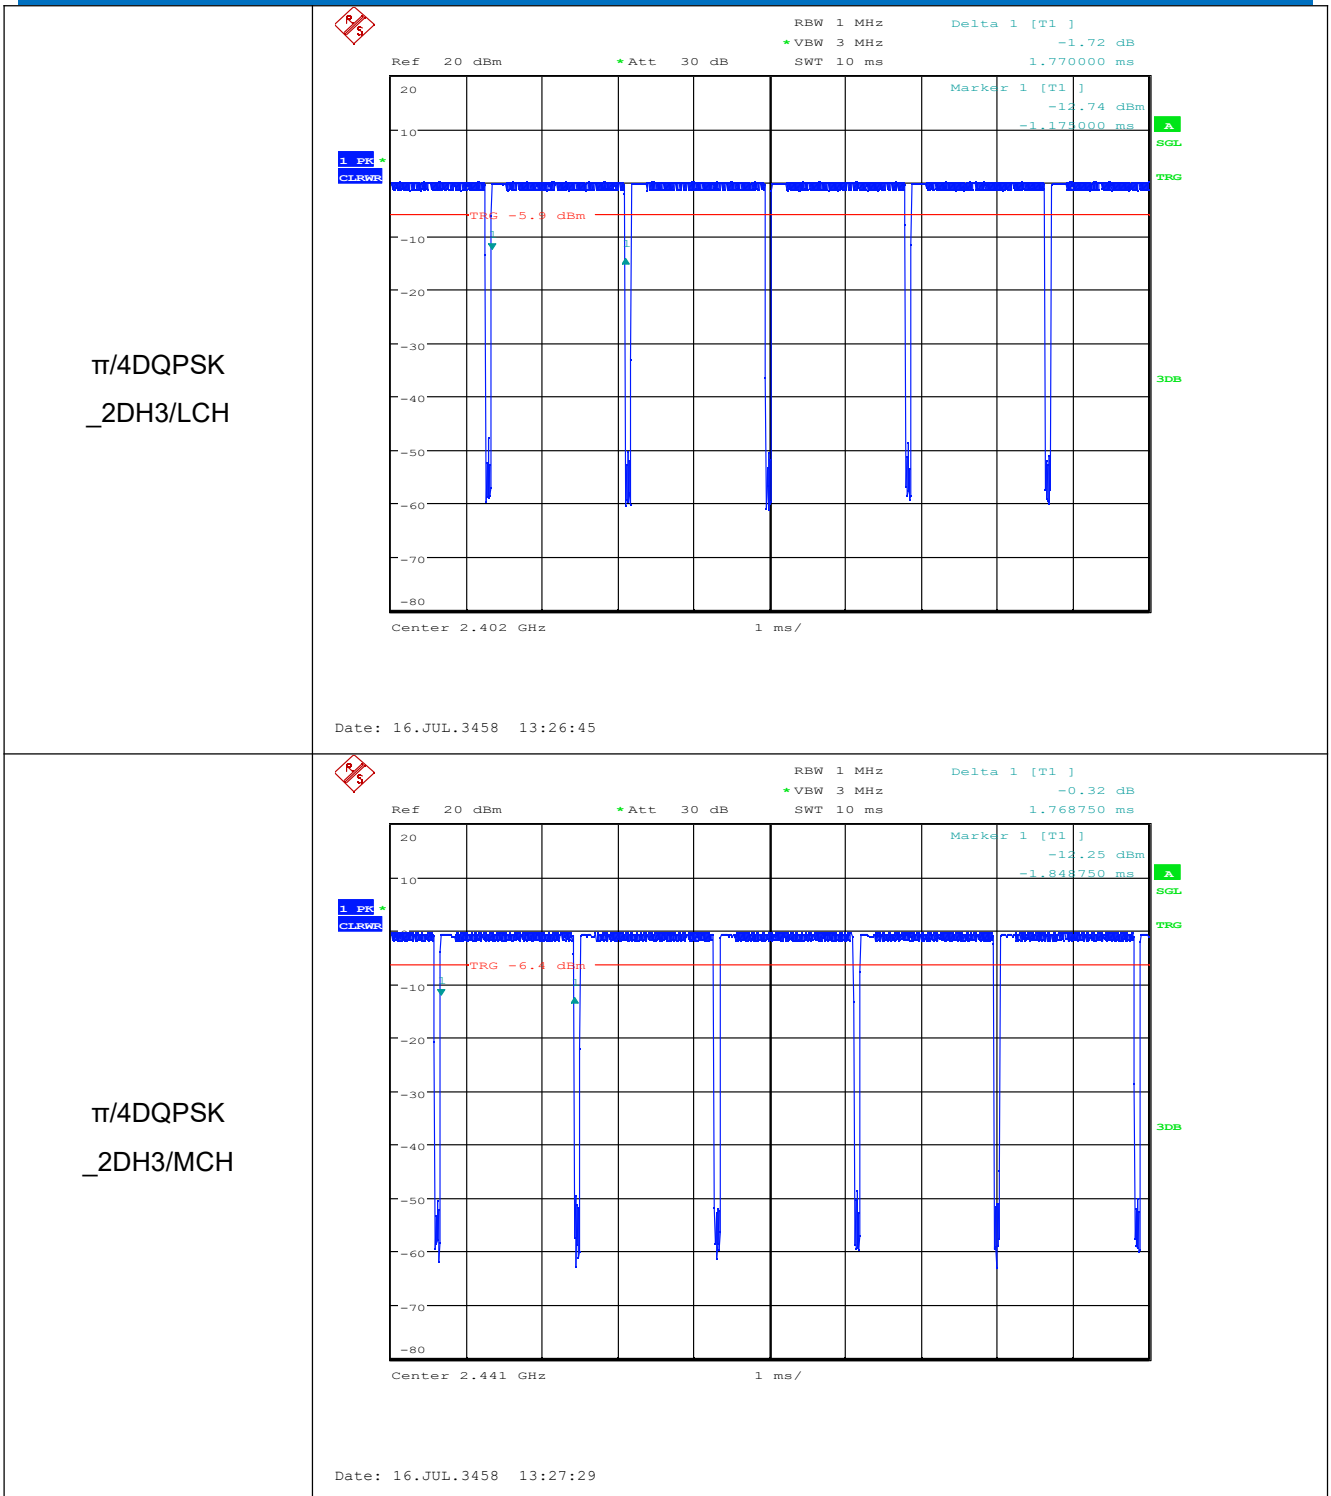 π/4DQPSK
_2DH3/LCH
R S
RBW 1 MHz
Delta 1 [T1 ]
*VBW 3 MHz
-1.72 dB
Ref 20 dBm
*Att 30 dB
SWT 10 ms
1.770000 ms
20
Marker 1 [T1 ]
-12.74 dBm
-1.175000 ms
A
10
SGL
1 PK *
CLRWR
TRG
TRG -5.9 dBm
-10
1
1
-20
-30
3DB
-40
-50
-60
-70
-80
Center 2.402 GHz
1 ms/
Date: 16.JUL.3458 13:26:45
π/4DQPSK
_2DH3/MCH
R S
RBW 1 MHz
Delta 1 [T1 ]
*VBW 3 MHz
-0.32 dB
Ref 20 dBm
*Att 30 dB
SWT 10 ms
1.768750 ms
20
Marker 1 [T1 ]
-12.25 dBm
-1.848750 ms
A
10
SGL
1 PK *
CLRWR
TRG
TRG -6.4 dBm
-10
1
1
-20
-30
3DB
-40
-50
-60
-70
-80
Center 2.441 GHz
1 ms/
Date: 16.JUL.3458 13:27:29